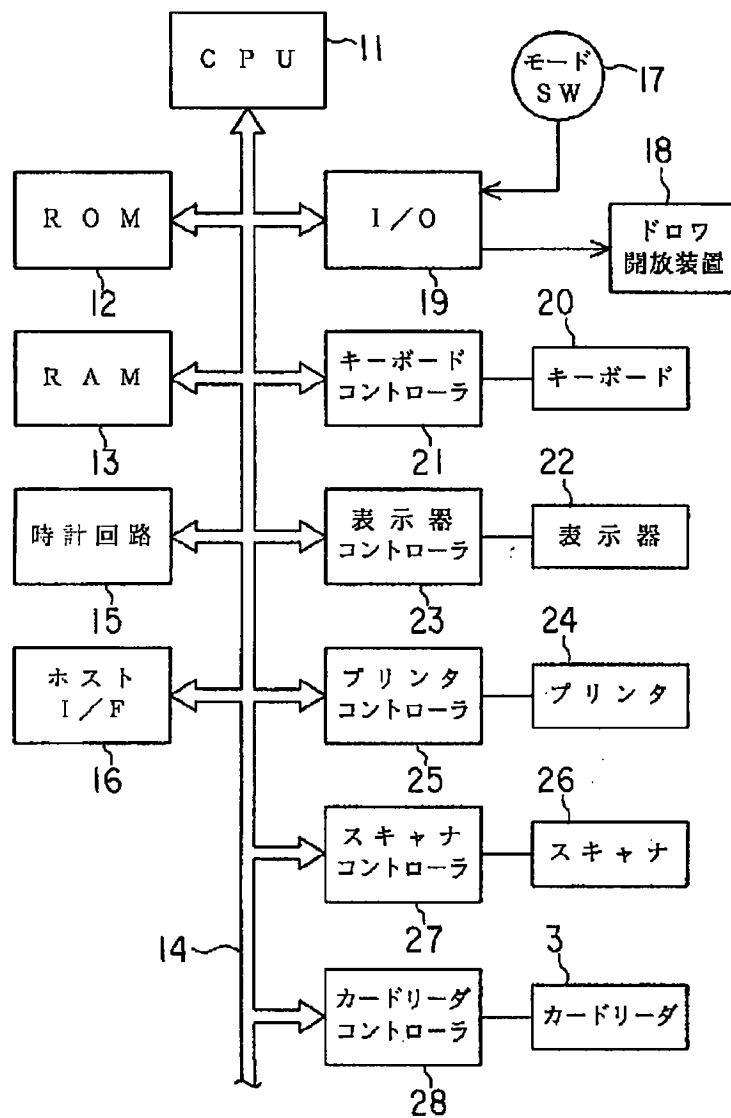 CPU
11
モード
SW
17
18
ROM
12
I/O
19
ドロワ
開放装置
20
RAM
13
キーボード
コントローラ
21
キーボード
22
時計回路
15
表示器
コントローラ
23
表示器
24
ホスト
I/F
16
プリンタ
コントローラ
25
プリンタ
26
スキャナ
コントローラ
27
スキャナ
14
3
カードリーダ
コントローラ
28
カードリーダ